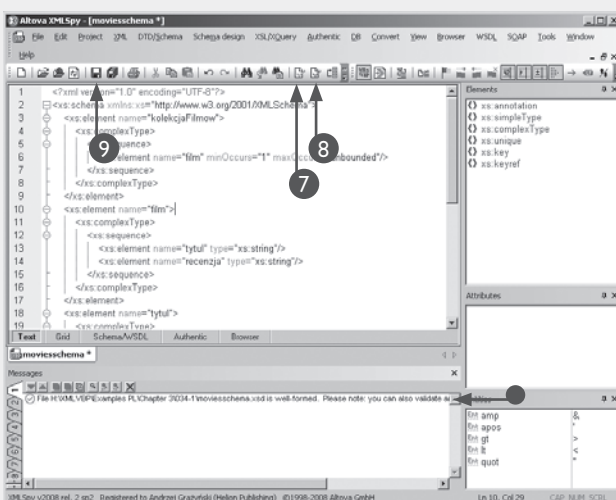 Altova XMLSpy - [moviesschema *]
File Edit Project XML DTD/Schema Schema design XSL/XQuery Authentic DB Convert View Browser WSDL SOAP Tools Window
Help
1 <?xml version="1.0" encoding="UTF-8"?>
2 <xs:schema xmlns:xs="http://www.w3.org/2001/XMLSchema">
3 <xs:element name="kolekcjaFilmow">
4 <xs:complexType>
5 sequence>
6 element name="film" minOccurs="1" unbounded"/>
7 </xs:sequence>
8 </xs:complexType>
9 </xs:element>
10 <xs:element name="film">
11 <xs:complexType>
12 <xs:sequence>
13 <xs:element name="tytul" type="xs:string"/>
14 <xs:element name="recenzja" type="xs:string"/>
15 </xs:sequence>
16 </xs:complexType>
17 </xs:element>
18 <xs:element name="tytul">
19 <xs:complexType>
9
8
7
Text Grid Schema/WSDL Authentic Browser
moviesschema *
Elements
xs:annotation
xs:simpleType
xs:complexType
xs:unique
xs:key
xs:keyref
Attributes
Messages
File H:\XML VBP\Examples PL\Chapter 3\034-1\moviesschema.xsd is well-formed. Please note: you can also validate
Ent amp &
Ent apos '
Ent gt >
Ent lt <
Ent quot "
XMLSpy v2008 rel. 2 sp2 Registered to Andrzej Grażyński (Helion Publishing) ©1998-2008 Altova GmbH Ln 10, Col 29 CAP NUM SCRL